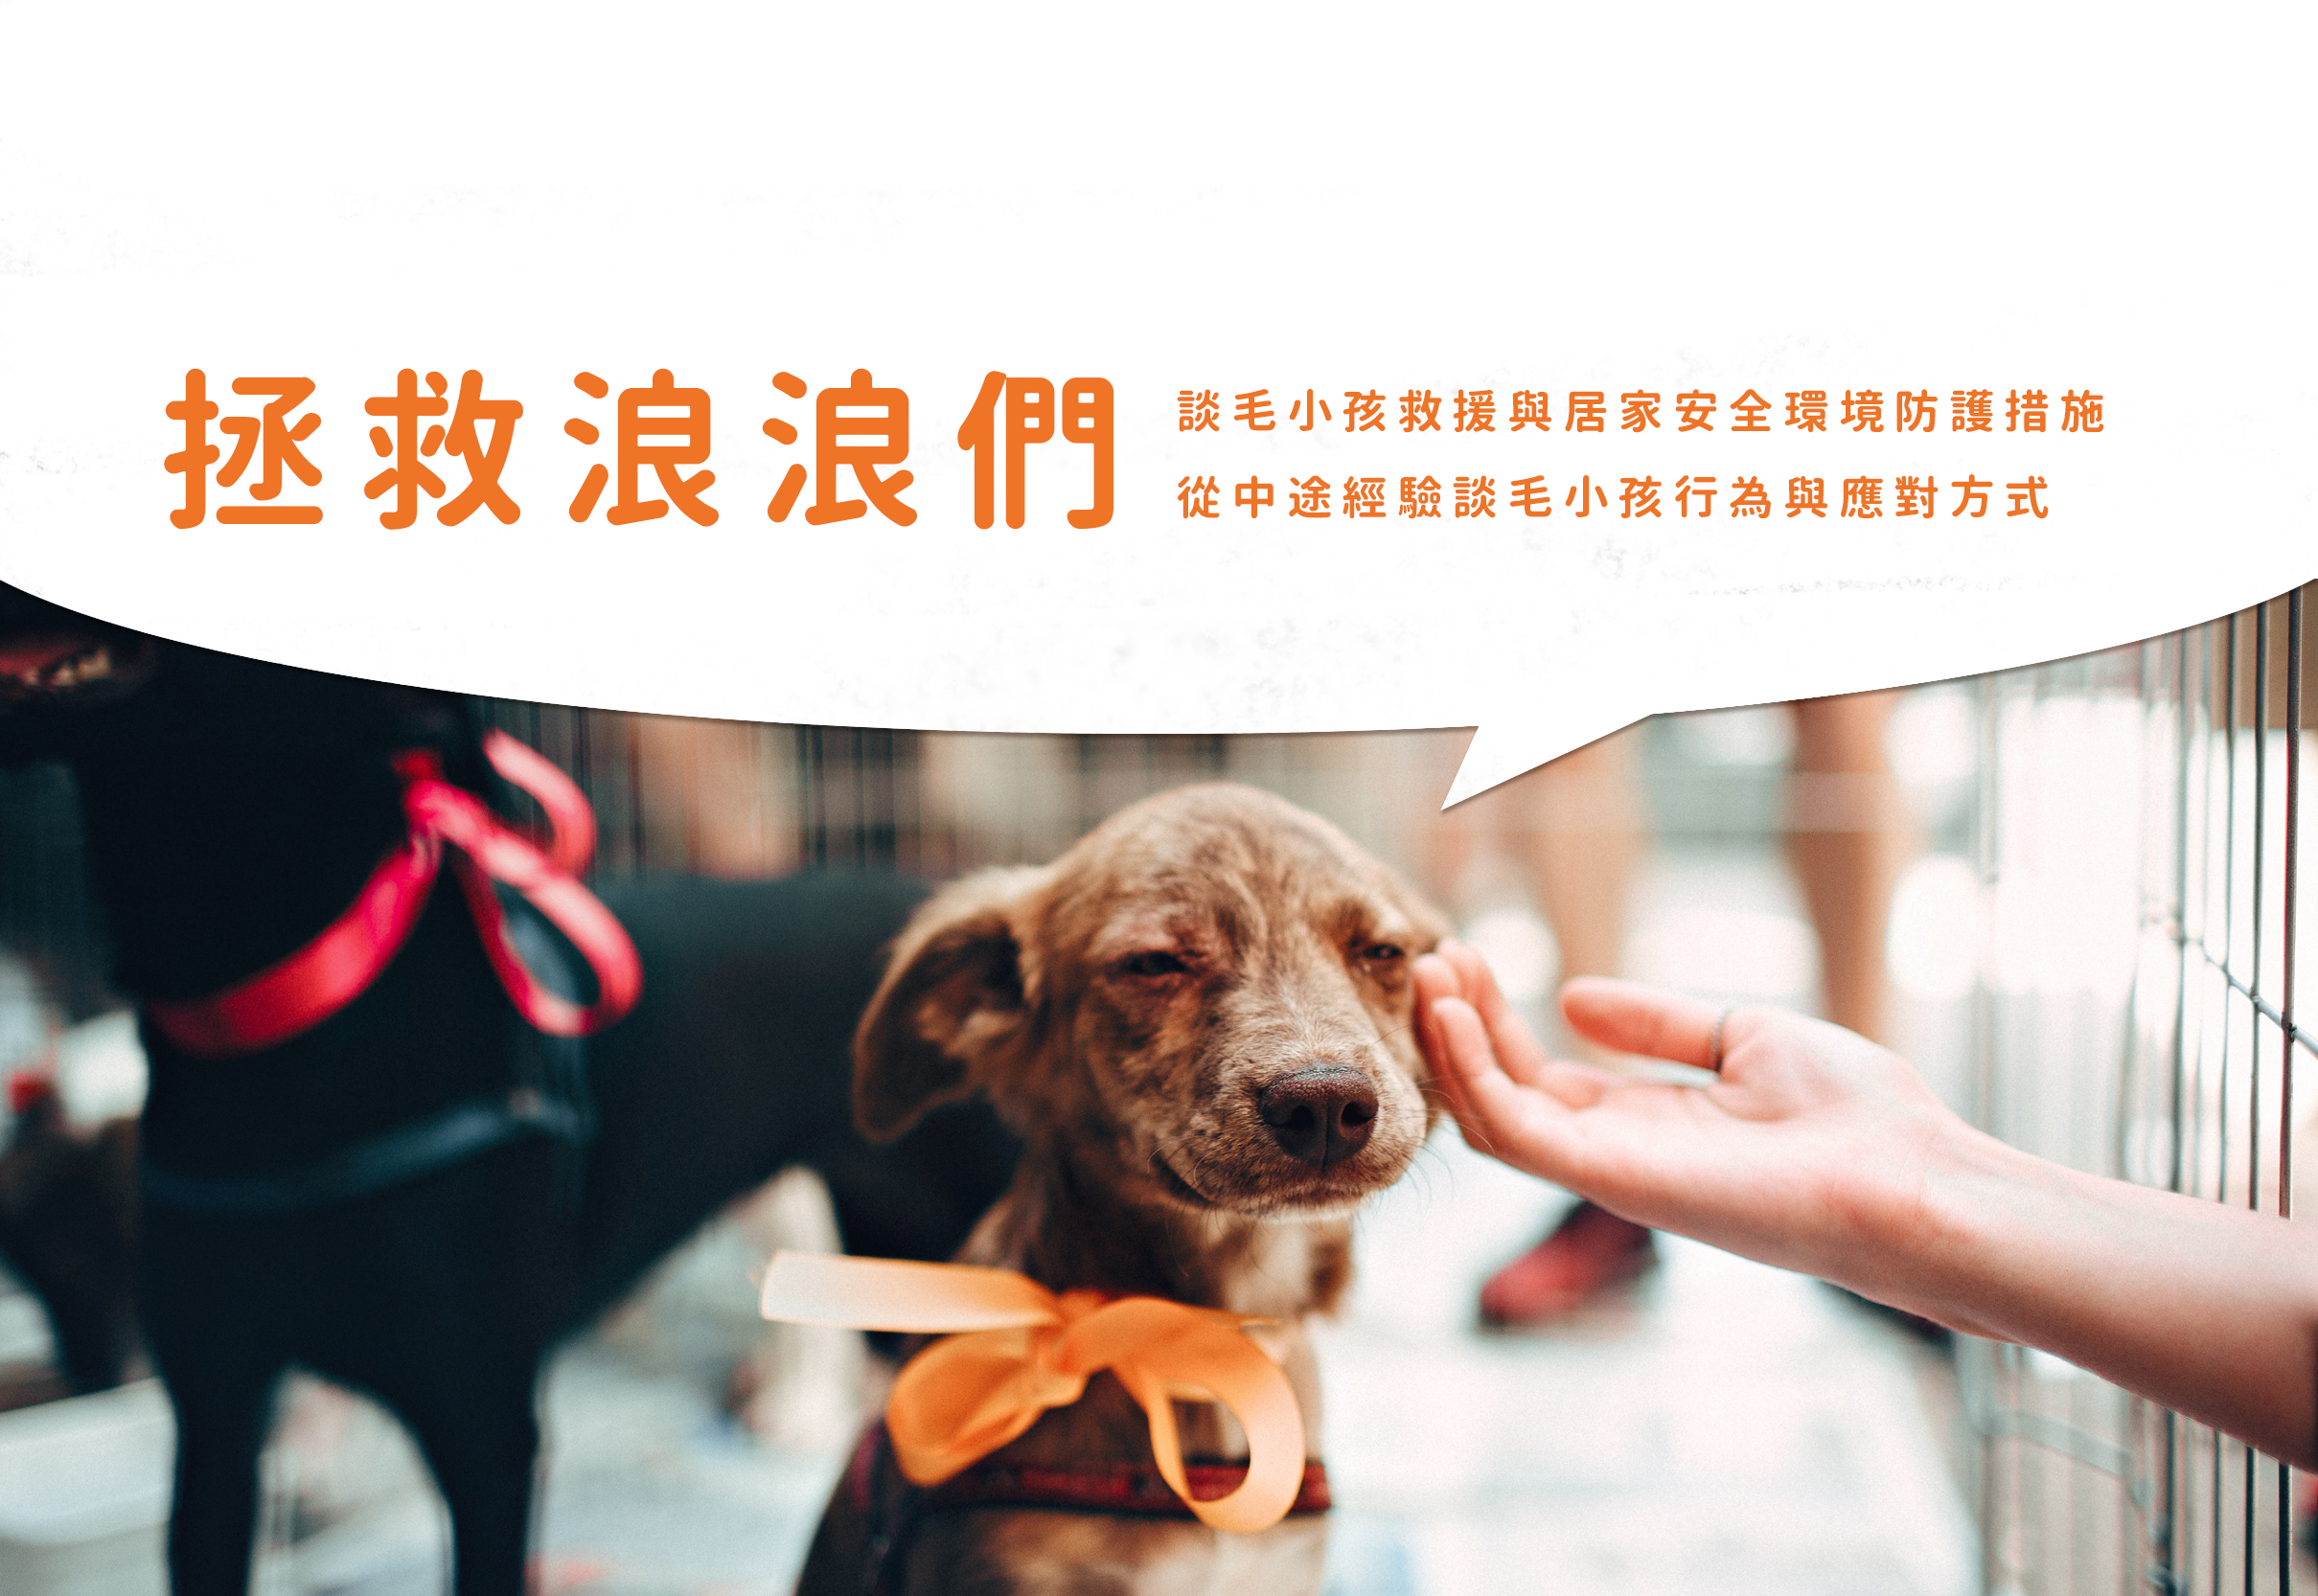 拯救浪浪們
談毛小孩救援與居家安全環境防護措施
從中途經驗談毛小孩行為與應對方式